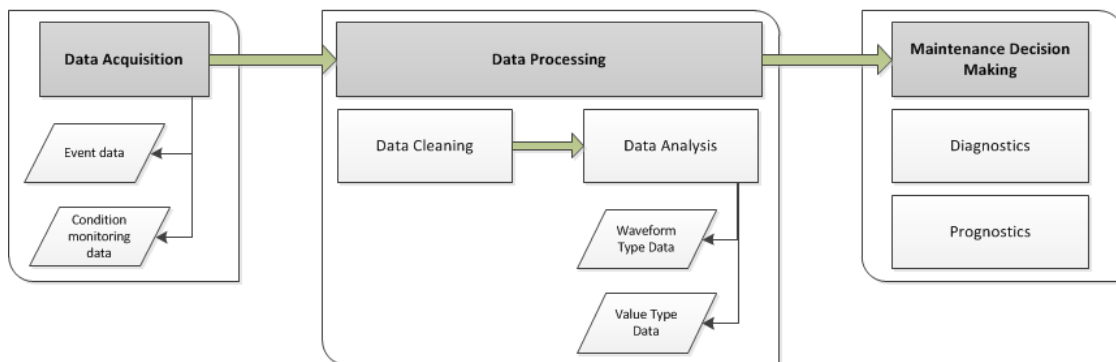 Data Acquisition
Event data
Condition
monitoring
data
Data Processing
Data Cleaning
Data Analysis
Waveform
Type Data
Value Type
Data
Maintenance Decision
Making
Diagnostics
Prognostics